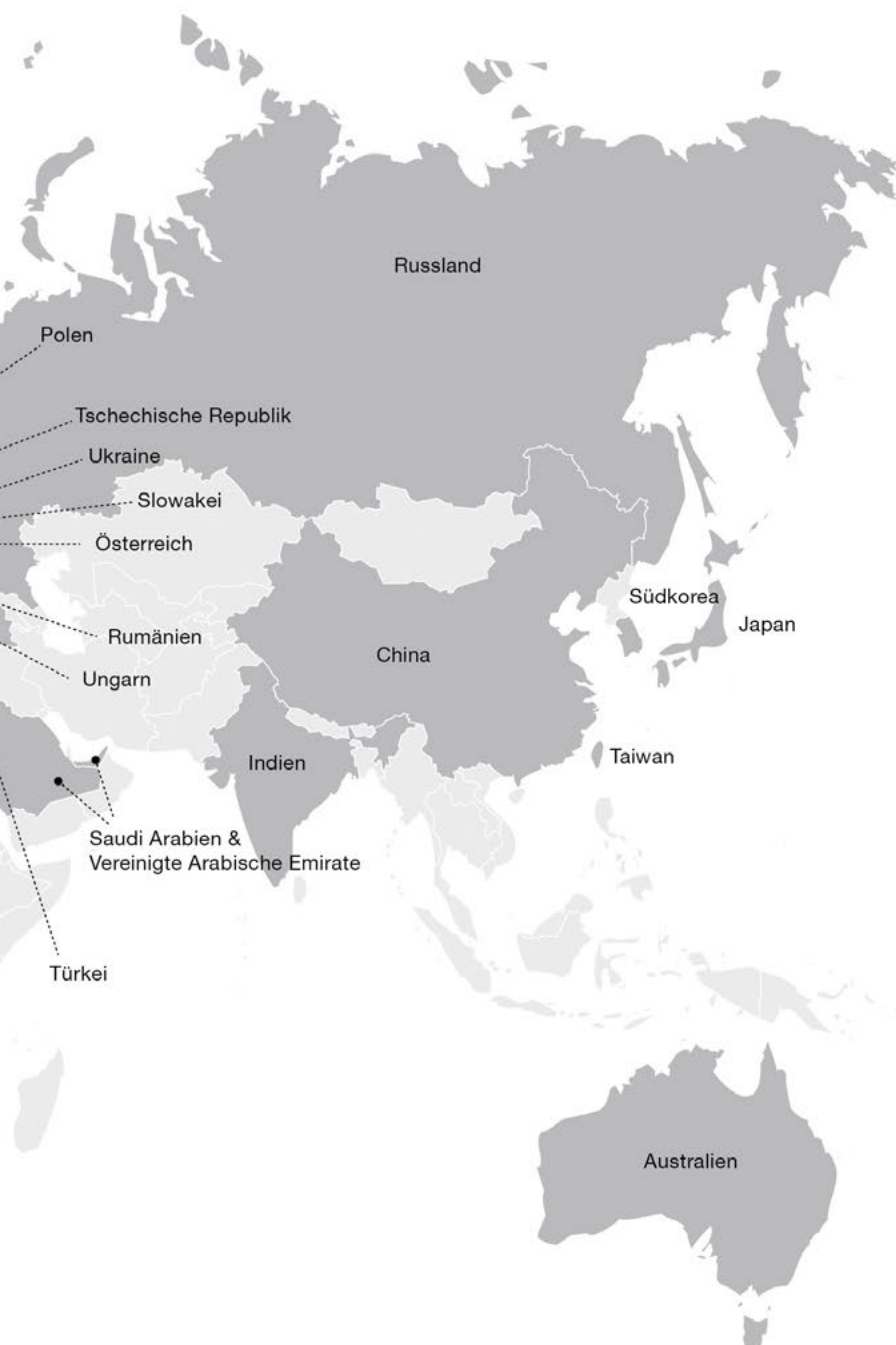 Russland
Polen
Tschechische Republik
Ukraine
Slowakei
Österreich
Südkorea
Japan
Rumänien
China
Ungarn
Indien
Taiwan
Saudi Arabien &
Vereinigte Arabische Emirate
Türkei
Australien